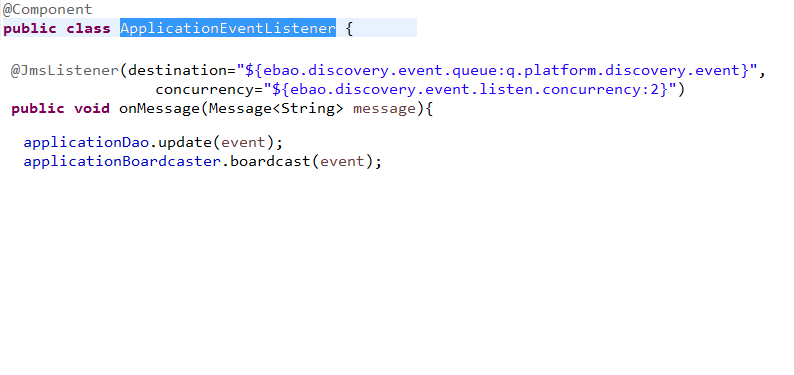 @Component
public class ApplicationEventListener {
@JmsListener(destination="${ebao.discovery.event.queue:q.platform.discovery.event}",
concurrency="${ebao.discovery.event.listen.concurrency:2}")
public void onMessage(Message<String> message){
applicationDao.update(event);
applicationBoardcaster.boardcast(event);